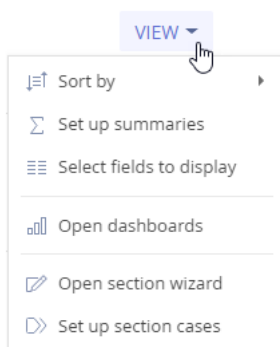 VIEW
Sort by
Set up summaries
Select fields to display
Open dashboards
Open section wizard
Set up section cases